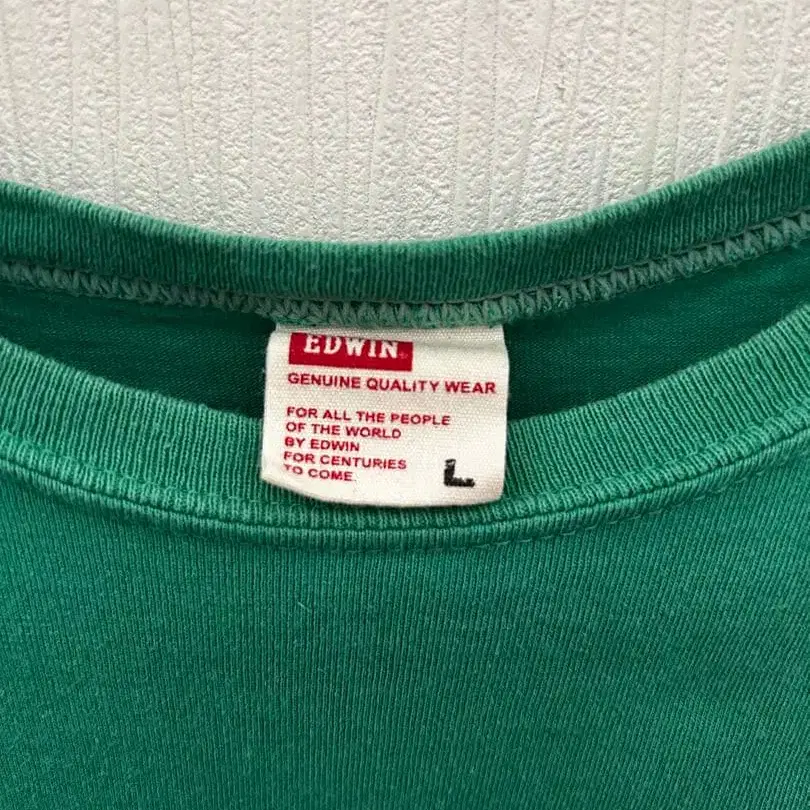 EDWIN
GENUINE QUALITY WEAR
FOR ALL THE PEOPLE
OF THE WORLD
BY EDWIN
FOR CENTURIES
TO COME.
L